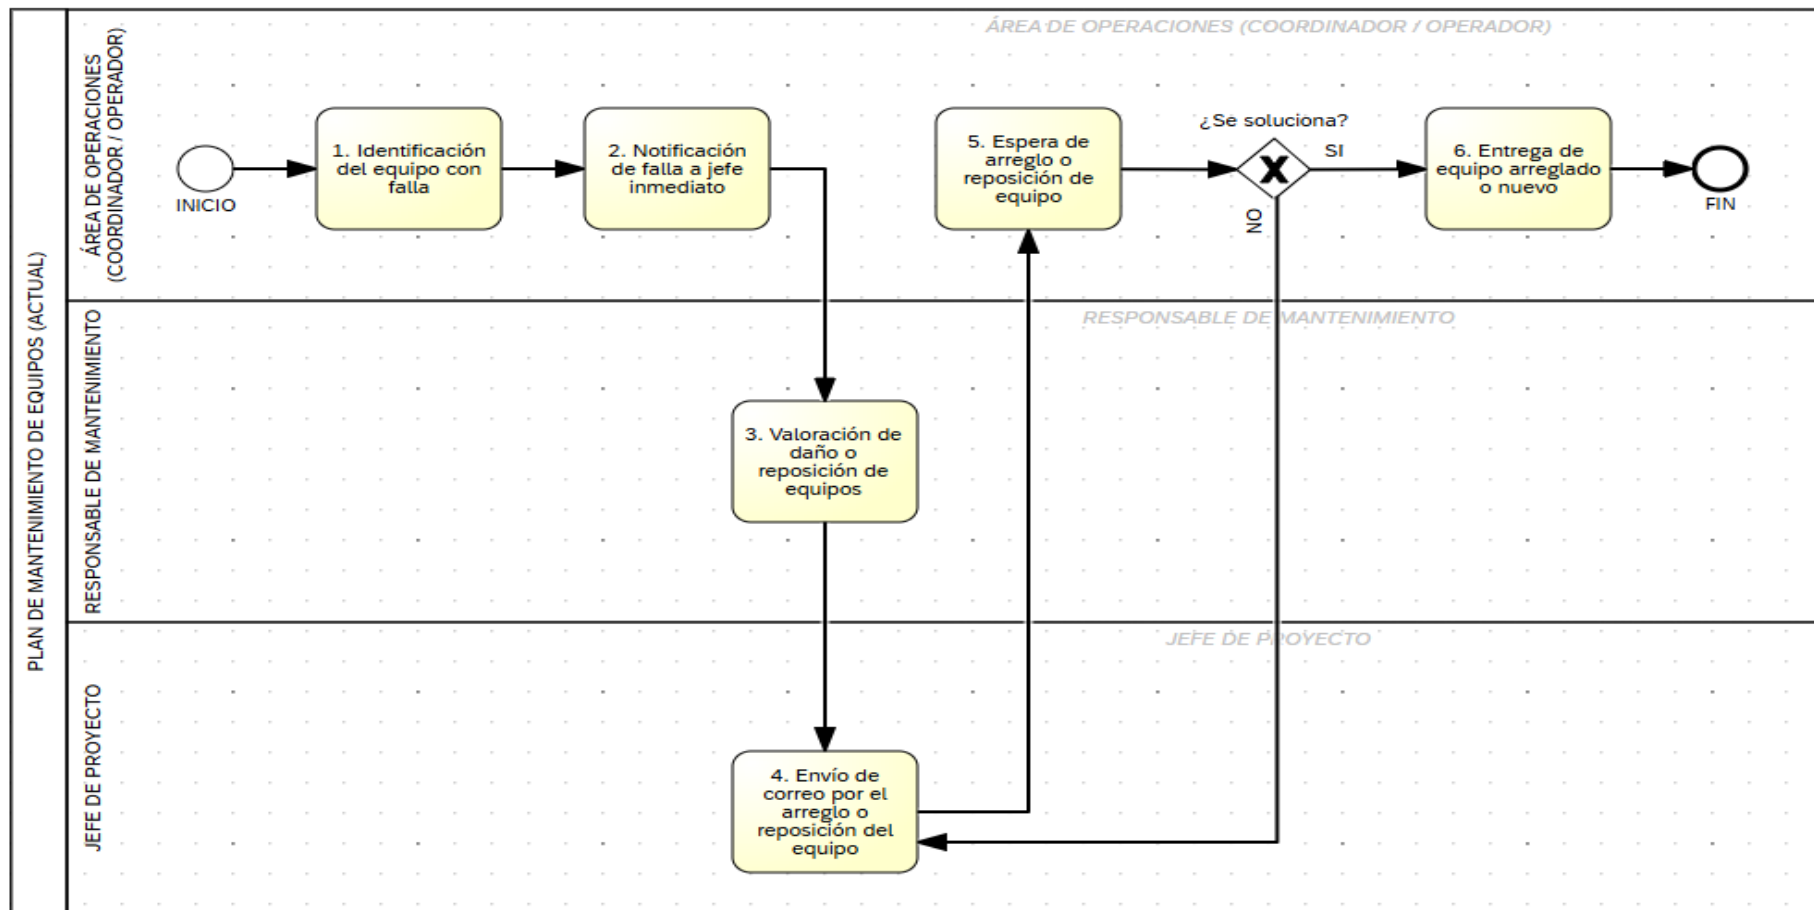 PLAN DE MANTENIMIENTO DE EQUIPOS (ACTUAL)
ÁREA DE OPERACIONES
(COORDINADOR / OPERADOR)
ÁREA DE OPERACIONES (COORDINADOR / OPERADOR)
INICIO
1. Identificación
del equipo con
falla
2. Notificación
de falla a jefe
inmediato
5. Espera de
arreglo o
reposición de
equipo
¿Se soluciona?
SI
NO
6. Entrega de
equipo arreglado
o nuevo
FIN
RESPONSABLE DE MANTENIMIENTO
RESPONSABLE DE MANTENIMIENTO
3. Valoración de
daño o
reposición de
equipos
JEFE DE PROYECTO
JEFE DE PROYECTO
4. Envío de
correo por el
arreglo o
reposición del
equipo